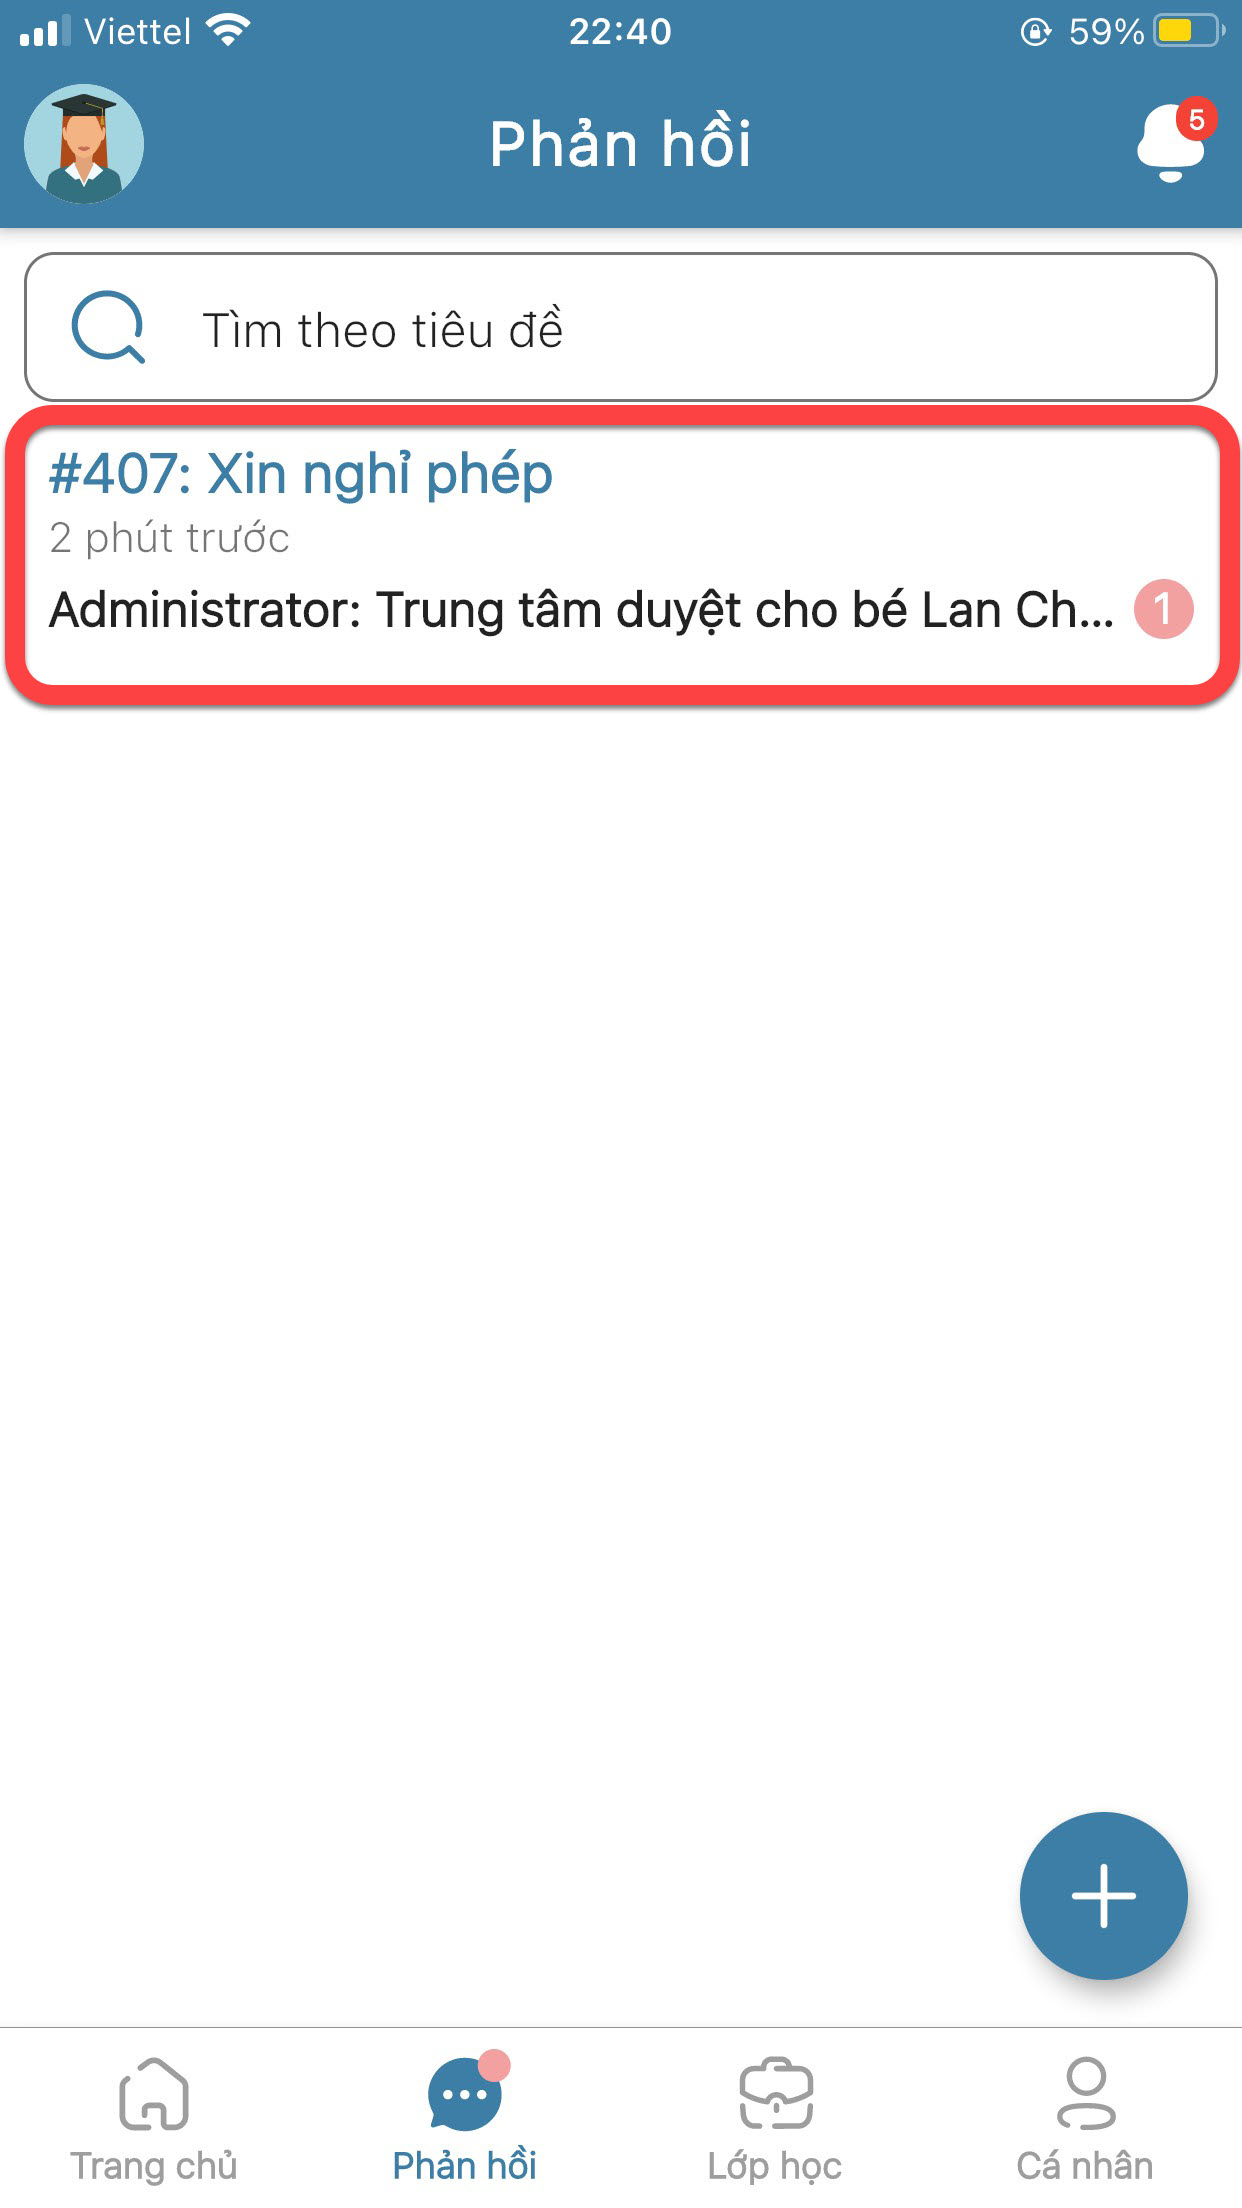 Viettel 22:40 59%
Phản hồi 5
Tìm theo tiêu đề
#407: Xin nghỉ phép
2 phút trước
Administrator: Trung tâm duyệt cho bé Lan Ch... 1
Trang chủ Phản hồi Lớp học Cá nhân